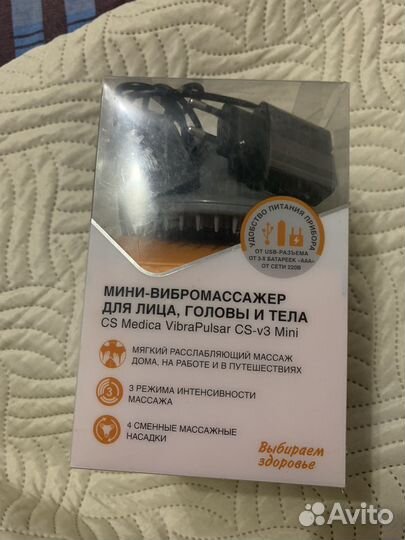 УДОБСТВО ПИТАНИЯ ПРИБОРА
ОТ USB-РАЗЪЕМА
ОТ 3-Х БАТАРЕЕК «ААА»
ОТ СЕТИ 220В
МИНИ-ВИБРОМАССАЖЕР
ДЛЯ ЛИЦА, ГОЛОВЫ И ТЕЛА
CS Medica VibraPulsar CS-v3 Mini
МЯГКИЙ РАССЛАБЛЯЮЩИЙ МАССАЖ
ДОМА, НА РАБОТЕ И В ПУТЕШЕСТВИЯХ
3
3 РЕЖИМА ИНТЕНСИВНОСТИ
МАССАЖА
4 СМЕННЫЕ МАССАЖНЫЕ
НАСАДКИ
Выбираем
здоровье
Avito